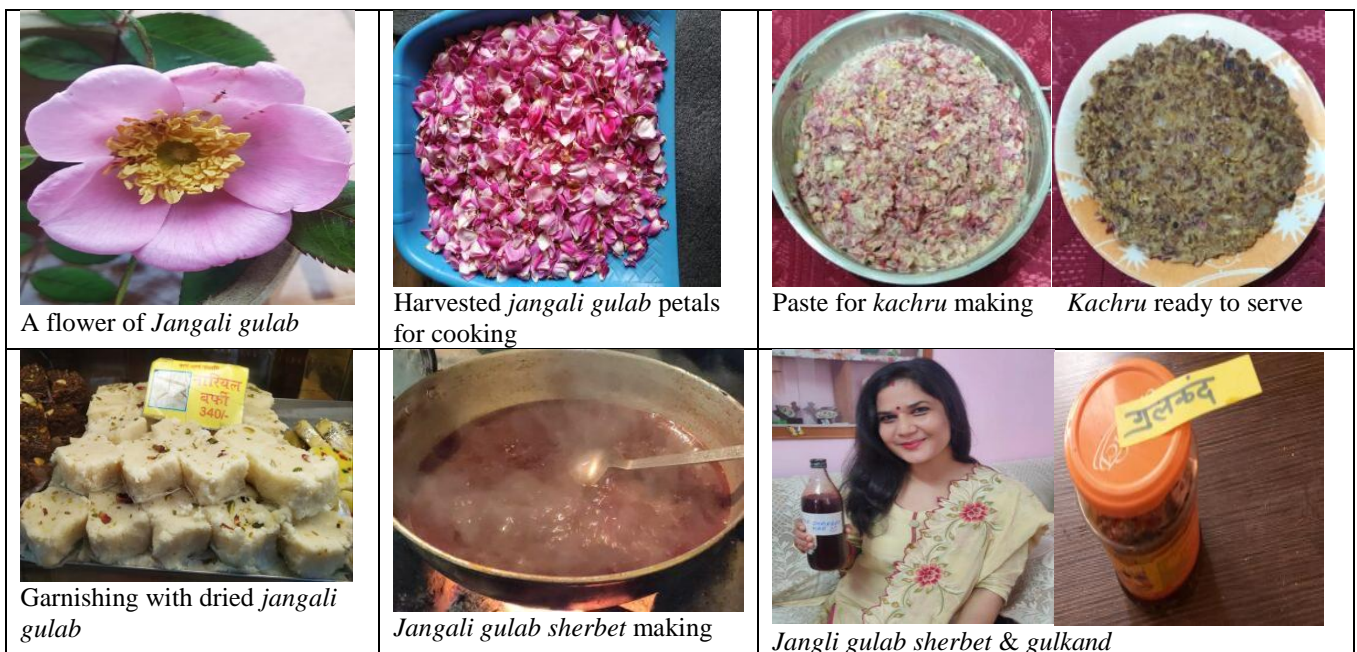 A flower of Jangali gulab
Harvested jangali gulab petals
for cooking
Paste for kachru making
Kachru ready to serve
नारियल
बर्फी
340/-
Garnishing with dried jangali
gulab
Jangali gulab sherbet making
गुलकंद
Jangli gulab sherbet & gulkand